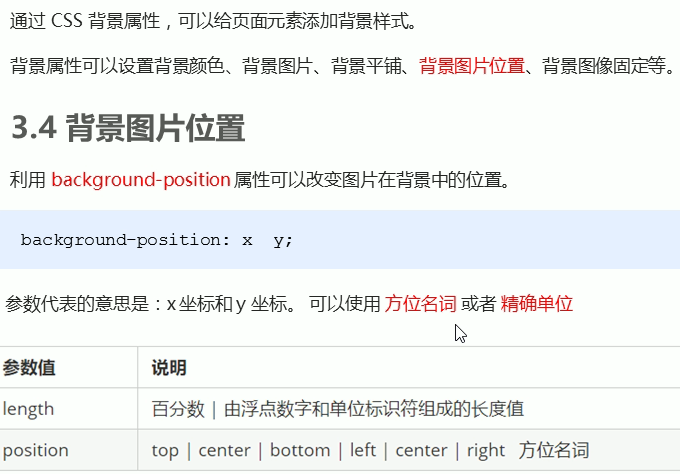 通过 CSS 背景属性，可以给页面元素添加背景样式。
背景属性可以设置背景颜色、背景图片、背景平铺、背景图片位置、背景图像固定等。
3.4 背景图片位置
利用 background-position 属性可以改变图片在背景中的位置。
background-position: x  y;
参数代表的意思是：x 坐标和 y 坐标。 可以使用 方位名词 或者 精确单位
参数值 说明
length 百分数 | 由浮点数字和单位标识符组成的长度值
position top | center | bottom | left | center | right 方位名词